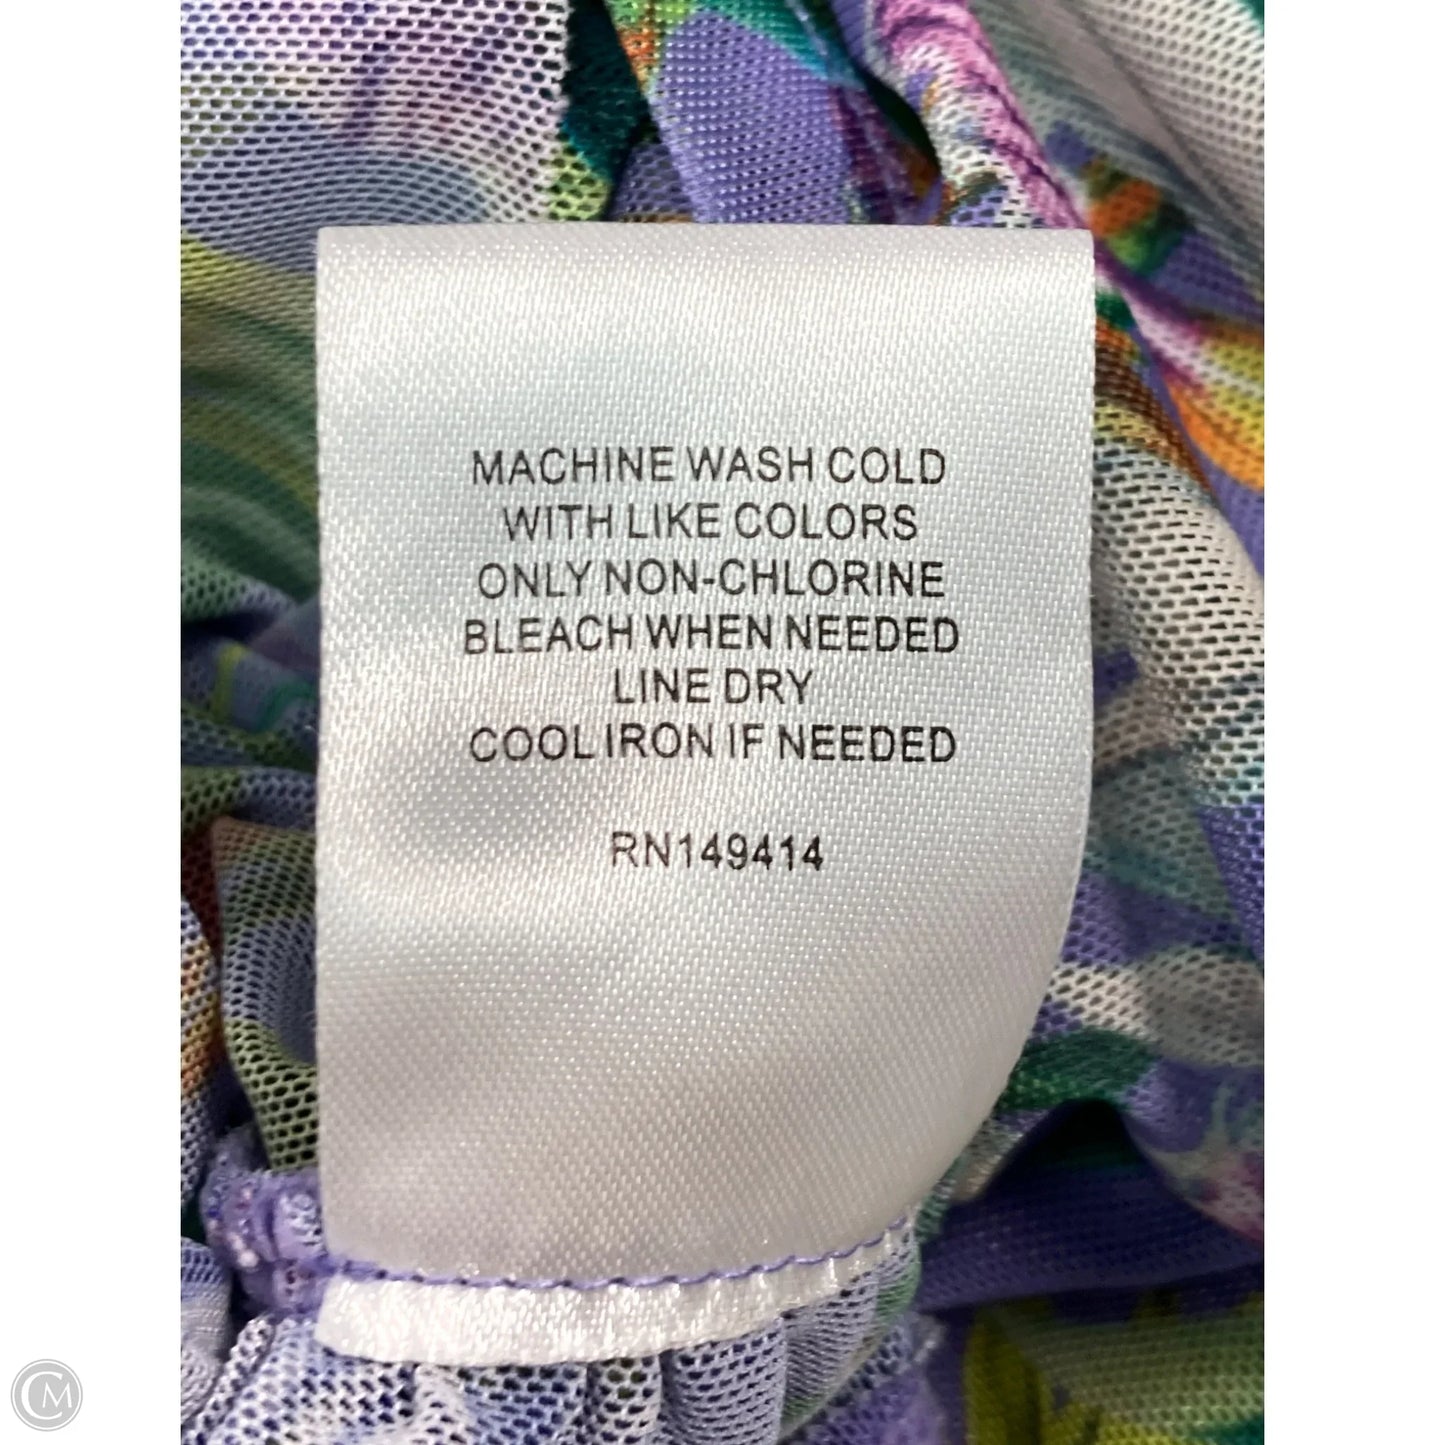 MACHINE WASH COLD
WITH LIKE COLORS
ONLY NON-CHLORINE
BLEACH WHEN NEEDED
LINE DRY
COOL IRON IF NEEDED
RN149414
CM